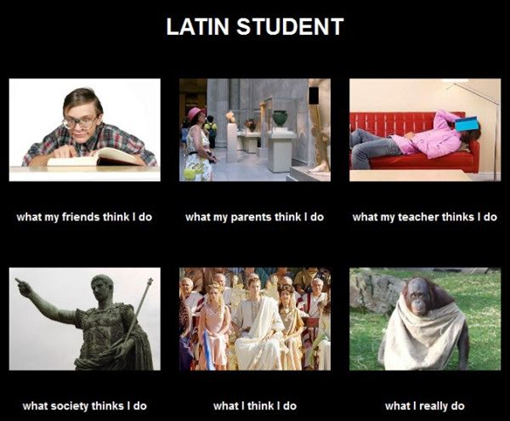 LATIN STUDENT
what my friends think I do
what my parents think I do
what my teacher thinks I do
what society thinks I do
what I think I do
what I really do